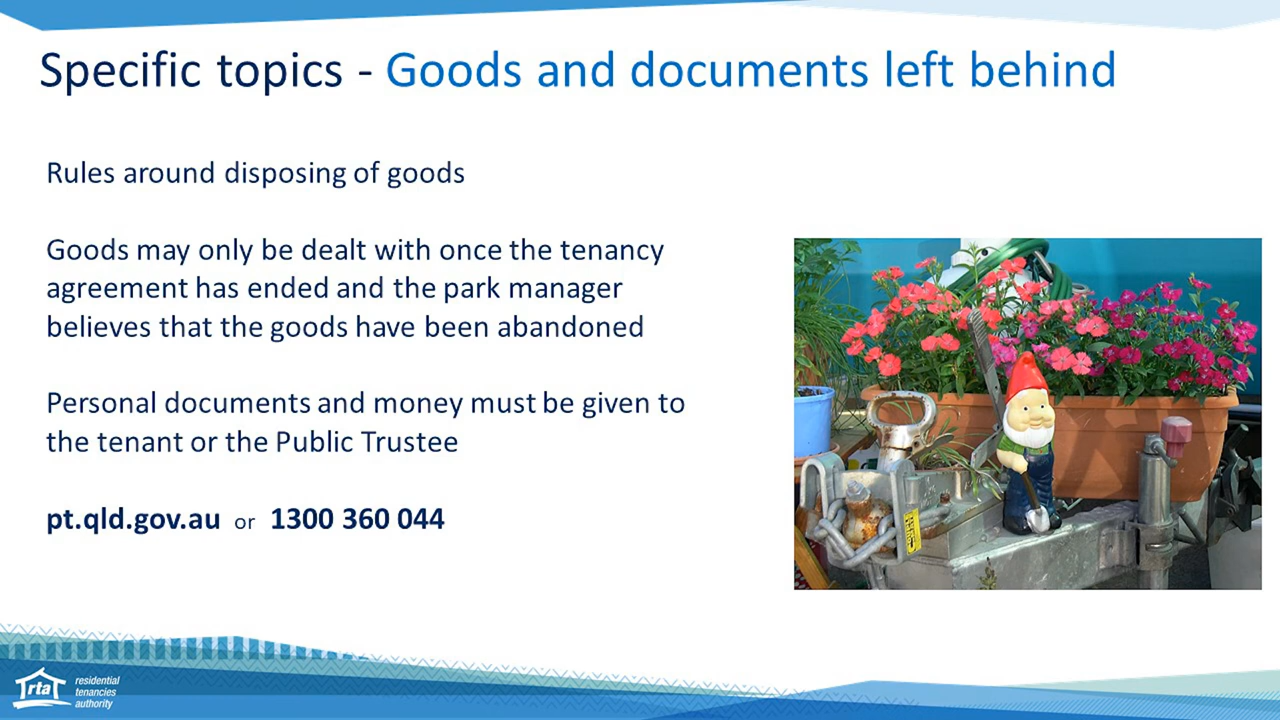 Specific topics - Goods and documents left behind
Rules around disposing of goods
Goods may only be dealt with once the tenancy
agreement has ended and the park manager
believes that the goods have been abandoned
Personal documents and money must be given to
the tenant or the Public Trustee
pt.qld.gov.au or 1300 360 044
rta
residential
tenancies
authority